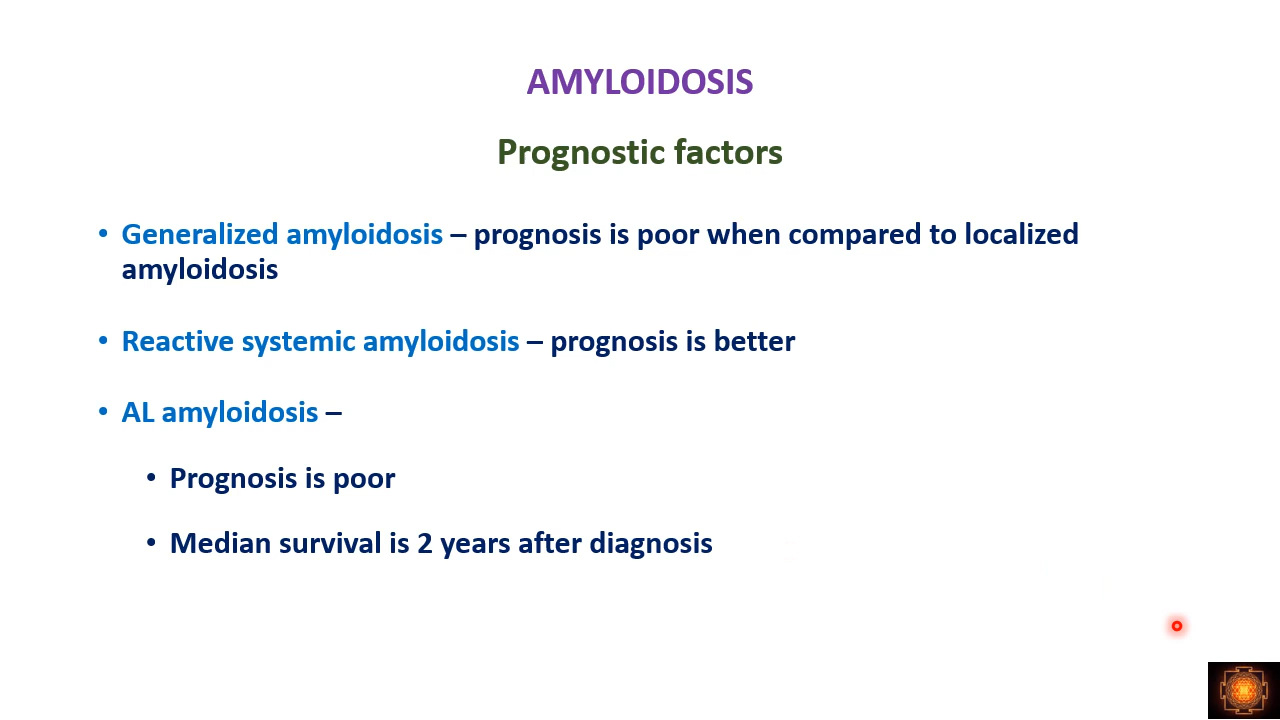 AMYLOIDOSIS
Prognostic factors
• Generalized amyloidosis – prognosis is poor when compared to localized
amyloidosis
• Reactive systemic amyloidosis – prognosis is better
• AL amyloidosis –
• Prognosis is poor
• Median survival is 2 years after diagnosis